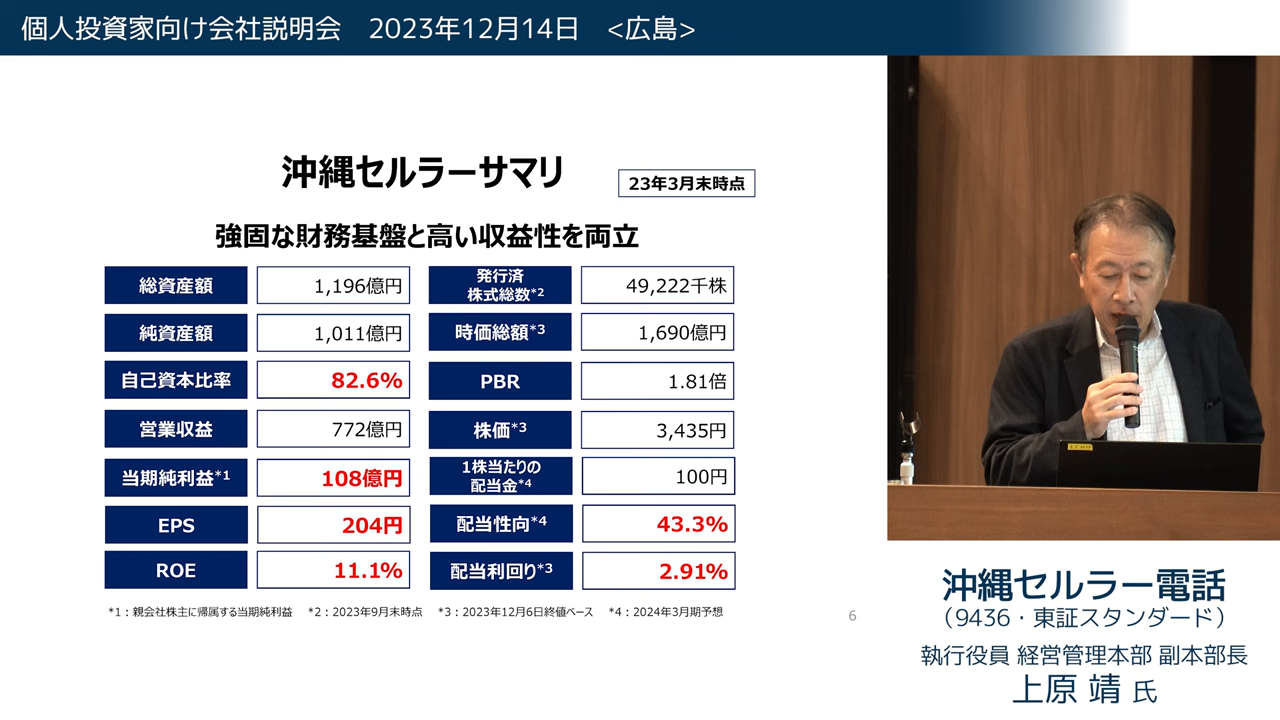 個人投資家向け会社説明会　2023年12月14日　<広島>
沖縄セルラーサマリ
23年3月末時点
強固な財務基盤と高い収益性を両立
総資産額 1,196億円
純資産額 1,011億円
自己資本比率 82.6%
営業収益 772億円
当期純利益*1 108億円
EPS 204円
ROE 11.1%
発行済
株式総数*2 49,222千株
時価総額*3 1,690億円
PBR 1.81倍
株価*3 3,435円
1株当たりの
配当金*4 100円
配当性向*4 43.3%
配当利回り*3 2.91%
*1：親会社株主に帰属する当期純利益　*2：2023年9月末時点　*3：2023年12月6日終値ベース　*4：2024年3月期予想
6
沖縄セルラー電話
（9436・東証スタンダード）
執行役員 経営管理本部 副本部長
上原 靖 氏